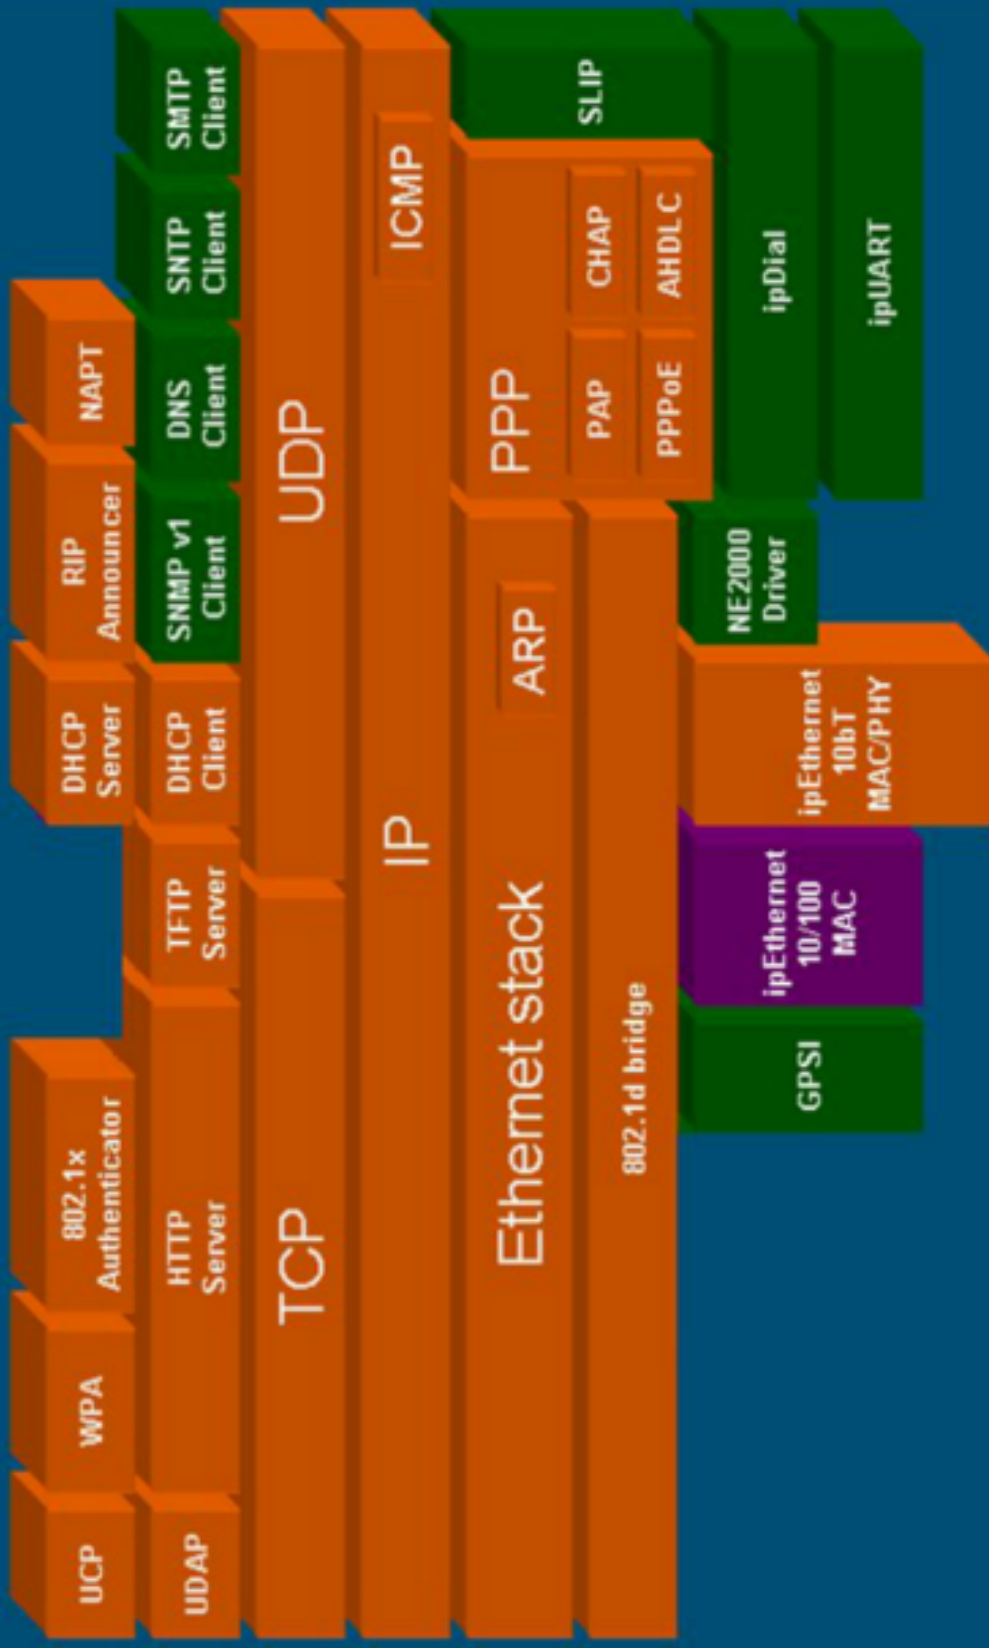 UCP
WPA
802.1x
Authenticator
DHCP
Server
RIP
Announcer
NAPT
UDAP
HTTP
Server
TFTP
Server
DHCP
Client
SNMP v1
Client
DNS
Client
SNTP
Client
SMTP
Client
TCP
UDP
IP
ICMP
Ethernet stack
ARP
PPP
PAP
CHAP
PPPoE
AHDLC
SLIP
802.1d bridge
GPSI
ipEthernet
10/100
MAC
ipEthernet
10bT
MAC/PHY
NE2000
Driver
ipDial
ipUART